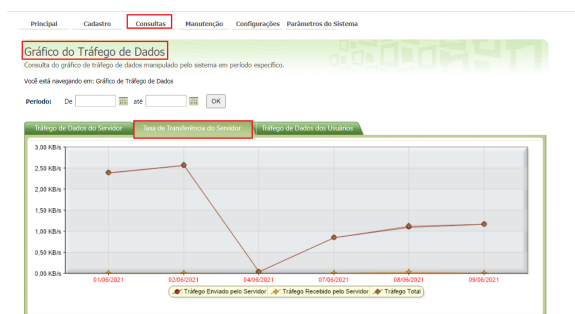 Principal Cadastro Consultas Manutenção Configurações Parâmetros do Sistema
Gráfico do Tráfego de Dados
Consulta do gráfico de tráfego de dados manipulado pelo sistema em período específico.
Você está navegando em: Gráfico de Tráfego de Dados
Período: De até OK
Tráfego de Dados do Servidor Taxa de Transferência do Servidor Tráfego de Dados dos Usuários
3,00 KB/s
2,50 KB/s
2,00 KB/s
1,50 KB/s
1,00 KB/s
0,50 KB/s
0,00 KB/s
01/06/2021 02/06/2021 04/06/2021 07/06/2021 08/06/2021 09/06/2021
Tráfego Enviado pelo Servidor Tráfego Recebido pelo Servidor Tráfego Total